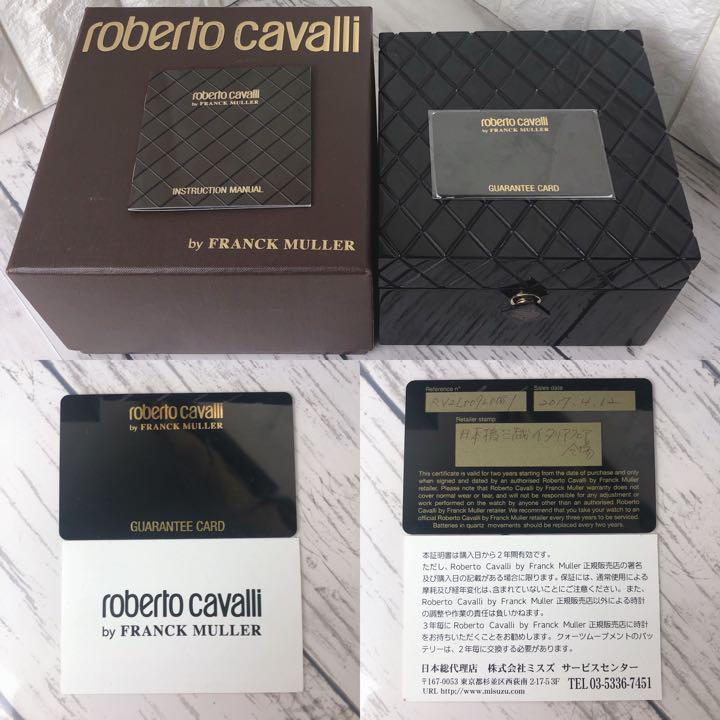 roberto cavalli
roberto cavalli
by FRANCK MULLER
INSTRUCTION MANUAL
by FRANCK MULLER
roberto cavalli
by FRANCK MULLER
GUARANTEE CARD
roberto cavalli
by FRANCK MULLER
GUARANTEE CARD
roberto cavalli
by FRANCK MULLER
Reference n°
Sales date
2017.4.12
Retailer stamp
日本橋三越イタリアフェア
会場
This certificate is valid for two years starting from the date of purchase and only
when signed and dated by an authorised Roberto Cavalli by Franck Muller
retailer. Please note that Roberto Cavalli by Franck Muller warranty does not
cover normal wear or tear, and will not be responsible for any adjustment or
work performed on the watch by anyone other than an authorised Roberto
Cavalli by Franck Muller retailer. We recommend that you take your watch to an
official Roberto Cavalli by Franck Muller retailer every three years to be serviced.
Batteries in quartz movements should be replaced every two years.
本証明書は購入日から2年間有効です。
ただし、Roberto Cavalli by Franck Muller 正規販売店の署名
及び購入日の記載がある場合に限ります。保証には、通常使用による
摩耗及び経年変化は、含まれていないことにご注意ください。また、
Roberto Cavalli by Franck Muller 正規販売店以外による時計
の調整や作業の責任は負いかねます。
3年毎に Roberto Cavalli by Franck Muller 正規販売店に時計
をお持ちいただくことをお勧めします。クォーツムーブメントのバッ
テリーは、2年毎に交換する必要があります。
日本総代理店 株式会社ミスズ サービスセンター
〒167-0053 東京都杉並区西荻南 2-17-5 3F TEL 03-5336-7451
URL http://www.misuzu.com/